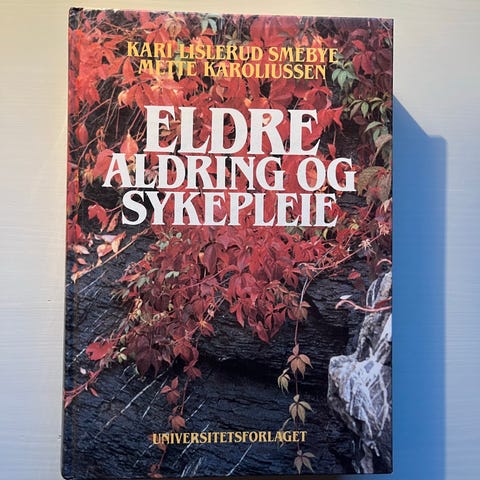 KARI LISLERUD SMEBYE
METTE KAROLIUSSEN
ELDRE
ALDRING OG
SYKEPLEIE
UNIVERSITETSFORLAGET